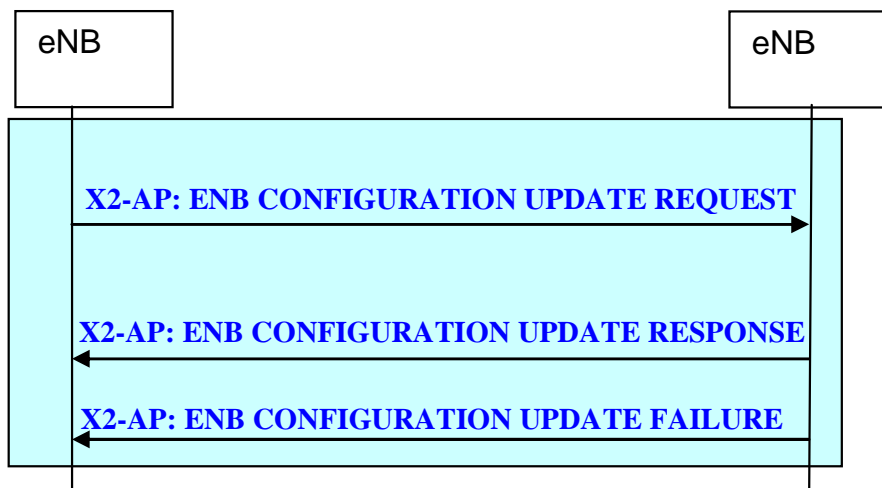 eNB
eNB
X2-AP: ENB CONFIGURATION UPDATE REQUEST
X2-AP: ENB CONFIGURATION UPDATE RESPONSE
X2-AP: ENB CONFIGURATION UPDATE FAILURE